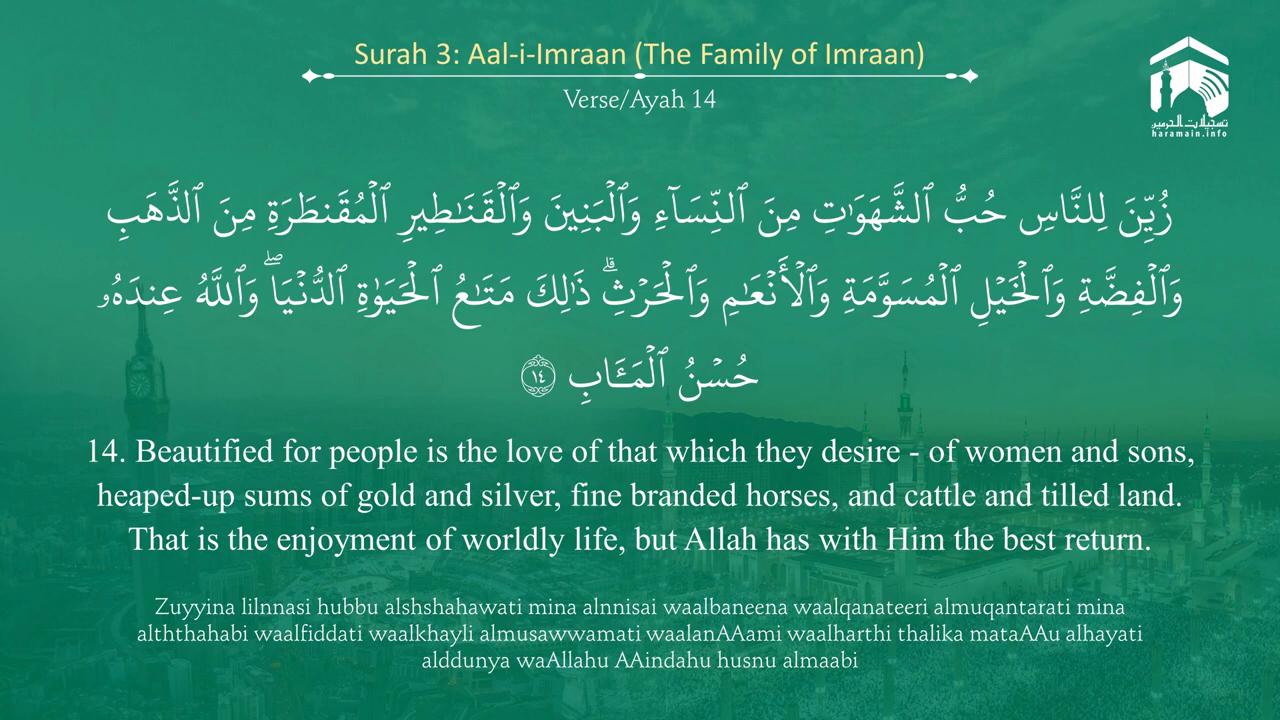 Surah 3: Aal-i-Imraan (The Family of Imraan)
Verse/Ayah 14
تسجيلات الحرمين
haramain.info
زُيِّنَ لِلنَّاسِ حُبُّ ٱلشَّهَوَٰتِ مِنَ ٱلنِّسَآءِ وَٱلْبَنِينَ وَٱلْقَنَـٰطِيرِ ٱلْمُقَنطَرَةِ مِنَ ٱلذَّهَبِ
وَٱلْفِضَّةِ وَٱلْخَيْلِ ٱلْمُسَوَّمَةِ وَٱلْأَنْعَـٰمِ وَٱلْحَرْثِ ۗ ذَٰلِكَ مَتَـٰعُ ٱلْحَيَوٰةِ ٱلدُّنْيَا ۖ وَٱللَّهُ عِندَهُۥ
حُسْنُ ٱلْمَـَٔابِ ١٤
14. Beautified for people is the love of that which they desire - of women and sons,
heaped-up sums of gold and silver, fine branded horses, and cattle and tilled land.
That is the enjoyment of worldly life, but Allah has with Him the best return.
Zuyyina lilnnasi hubbu alshshahawati mina alnnisai waalbaneena waalqanateeri almuqantarati mina
alththahabi waalfiddati waalkhayli almusawwamati waalanAAami waalharthi thalika mataAAu alhayati
alddunya waAllahu AAindahu husnu almaabi